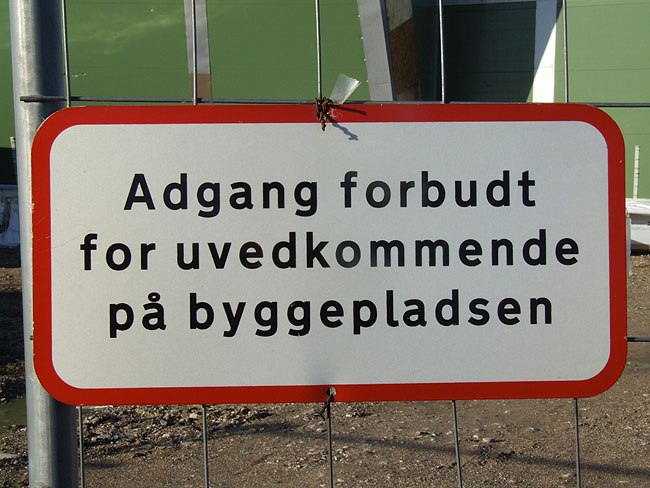 Adgang forbudt
for uvedkommende
på byggepladsen